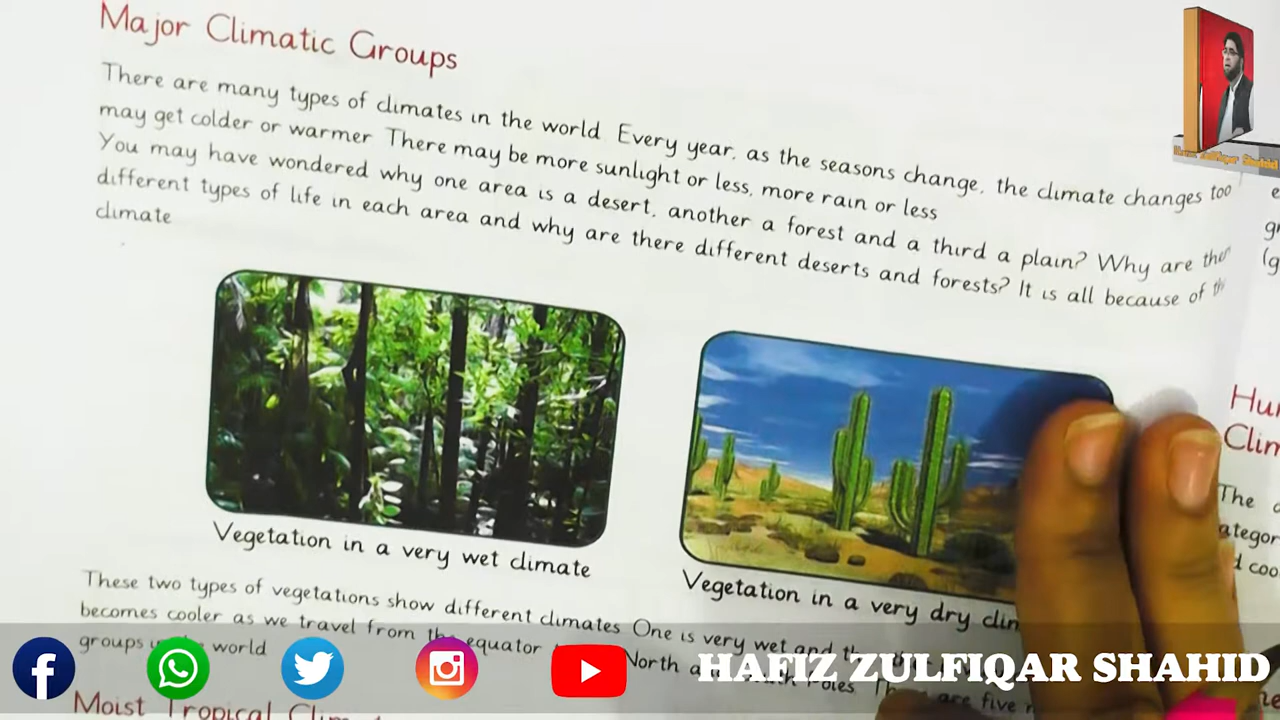 Major Climatic Groups
There are many types of climates in the world. Every year, as the seasons change, the climate changes too
may get colder or warmer There may be more sunlight or less, more rain or less
You may have wondered why one area is a desert, another a forest and a third a plain? Why are
different types of life in each area and why are there different deserts and forests? It is all because of
climate
Vegetation in a very wet climate
Vegetation in a very dry
These two types of vegetations show different climates One is very wet and
becomes cooler as we travel from the equator North and South Poles There are five
groups world
Moist Tropical
The
HAFIZ ZULFIQAR SHAHID